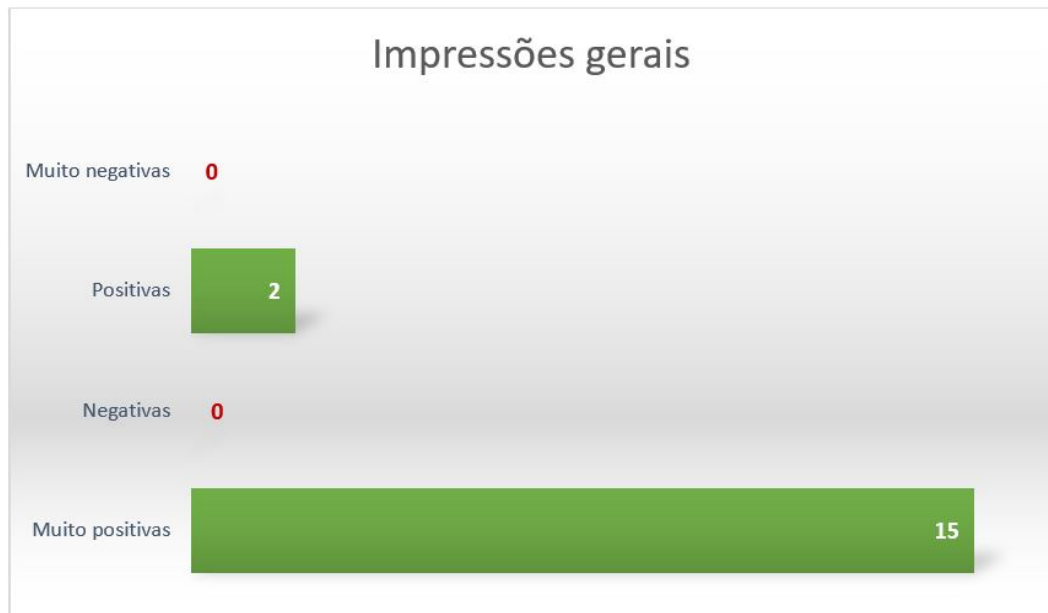 Impressões gerais
Muito negativas 0
Positivas 2
Negativas 0
Muito positivas 15